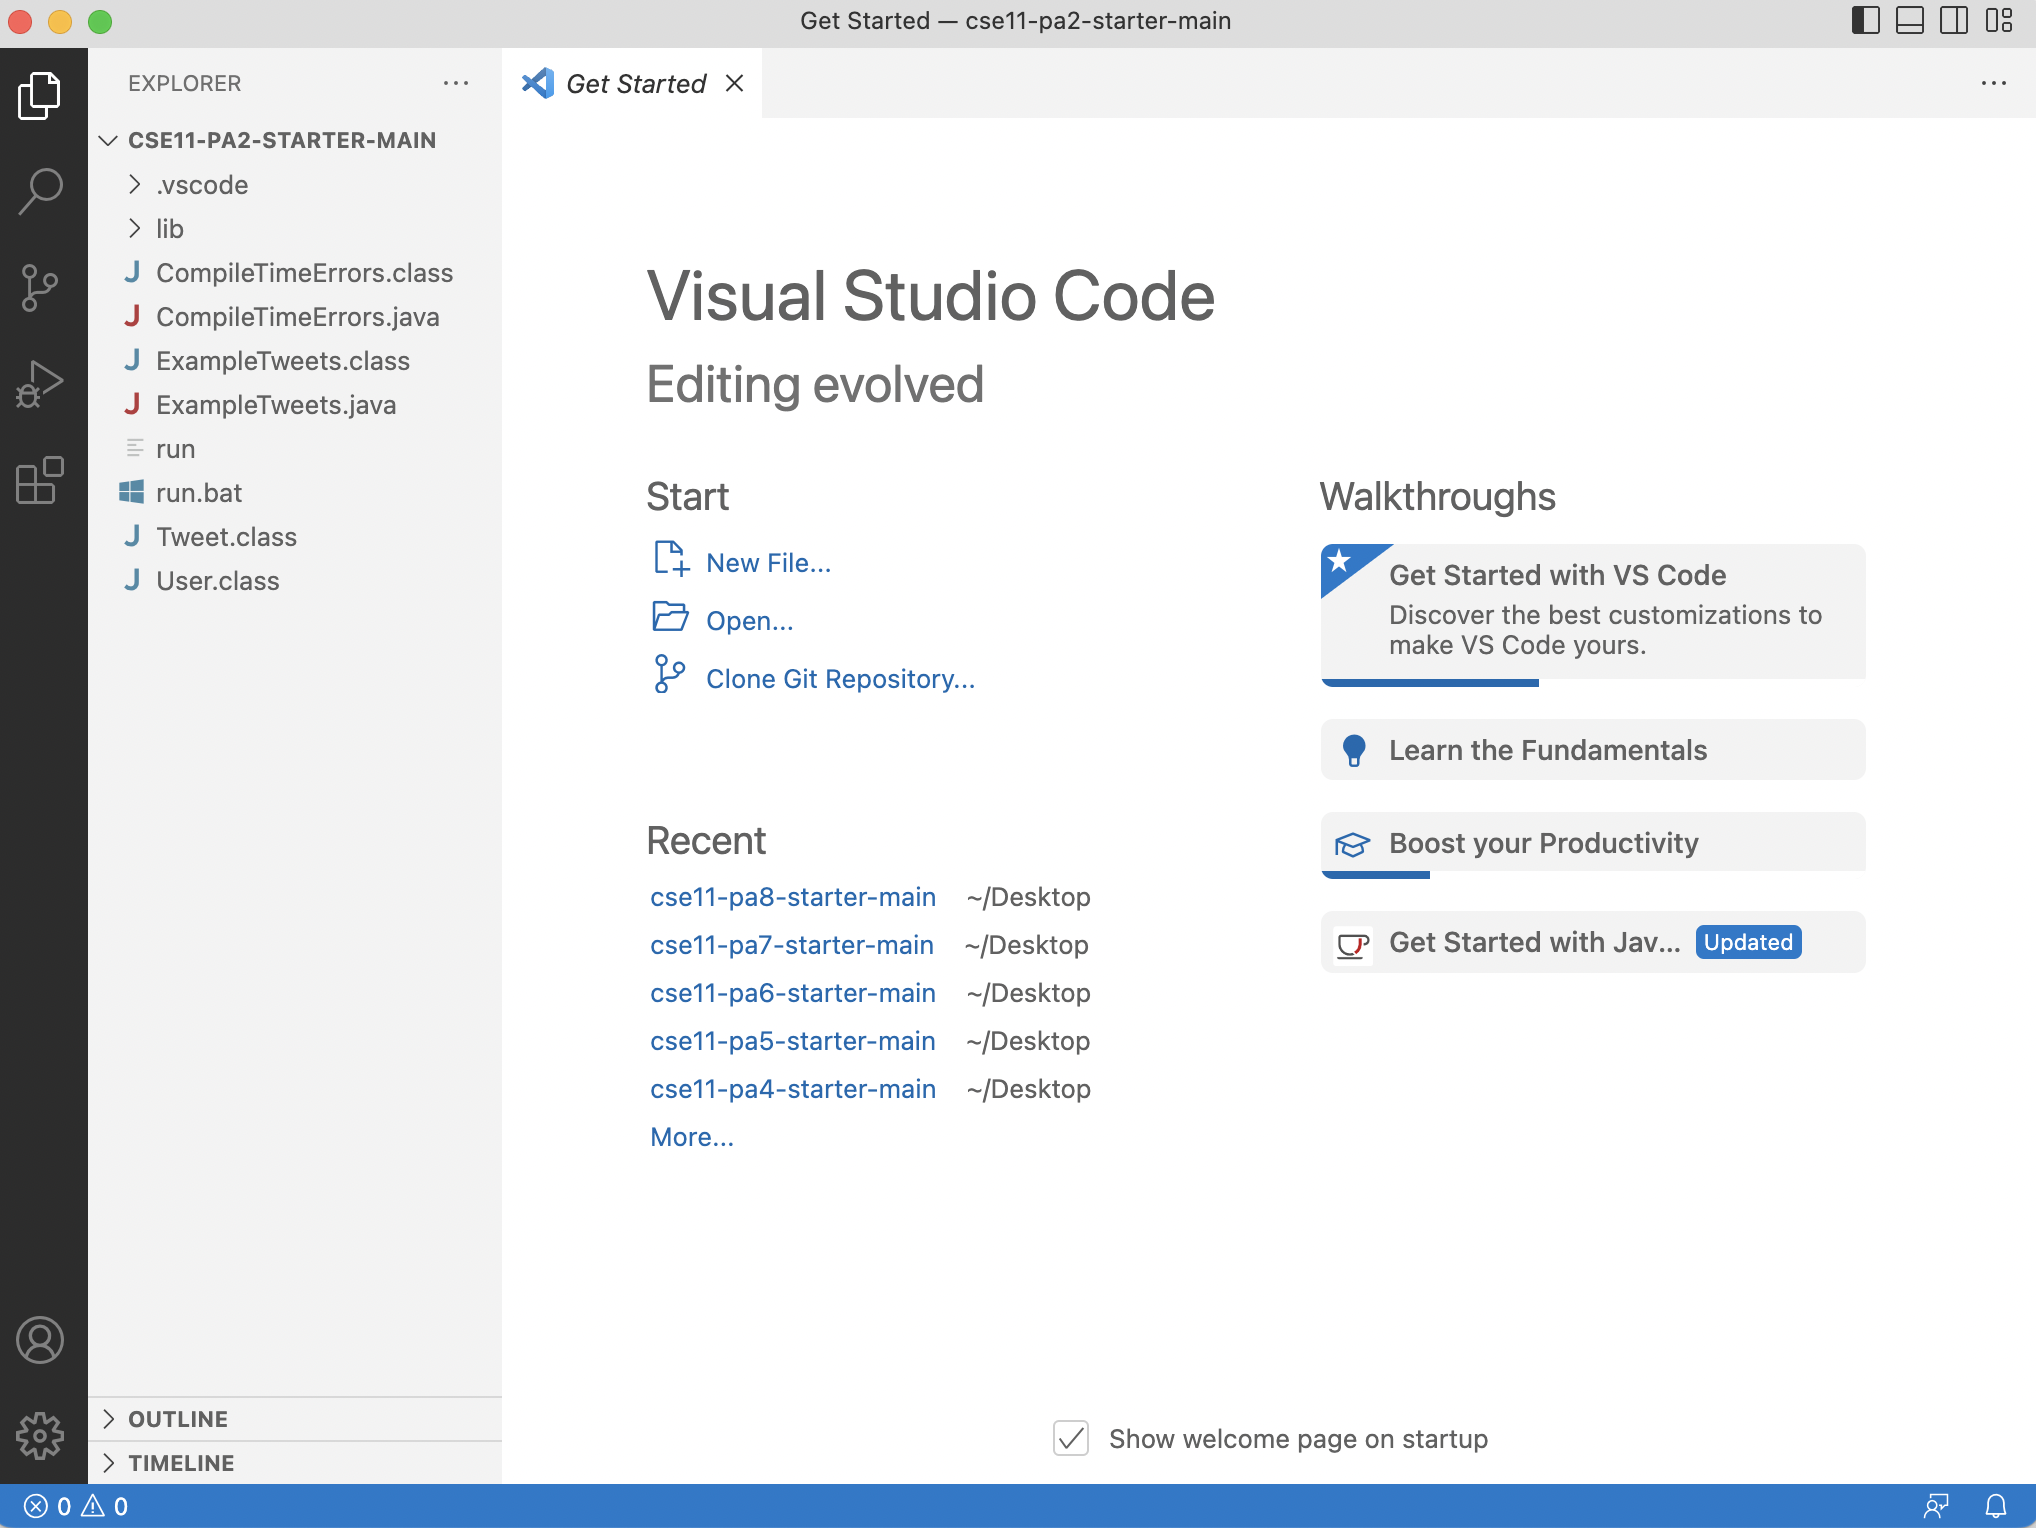 Get Started — cse11-pa2-starter-main
EXPLORER
CSE11-PA2-STARTER-MAIN
.vscode
lib
CompileTimeErrors.class
CompileTimeErrors.java
ExampleTweets.class
ExampleTweets.java
run
run.bat
Tweet.class
User.class
OUTLINE
TIMELINE
Get Started
Visual Studio Code
Editing evolved
Start
New File...
Open...
Clone Git Repository...
Recent
cse11-pa8-starter-main ~/Desktop
cse11-pa7-starter-main ~/Desktop
cse11-pa6-starter-main ~/Desktop
cse11-pa5-starter-main ~/Desktop
cse11-pa4-starter-main ~/Desktop
More...
Walkthroughs
Get Started with VS Code
Discover the best customizations to
make VS Code yours.
Learn the Fundamentals
Boost your Productivity
Get Started with Jav... Updated
Show welcome page on startup
0 0